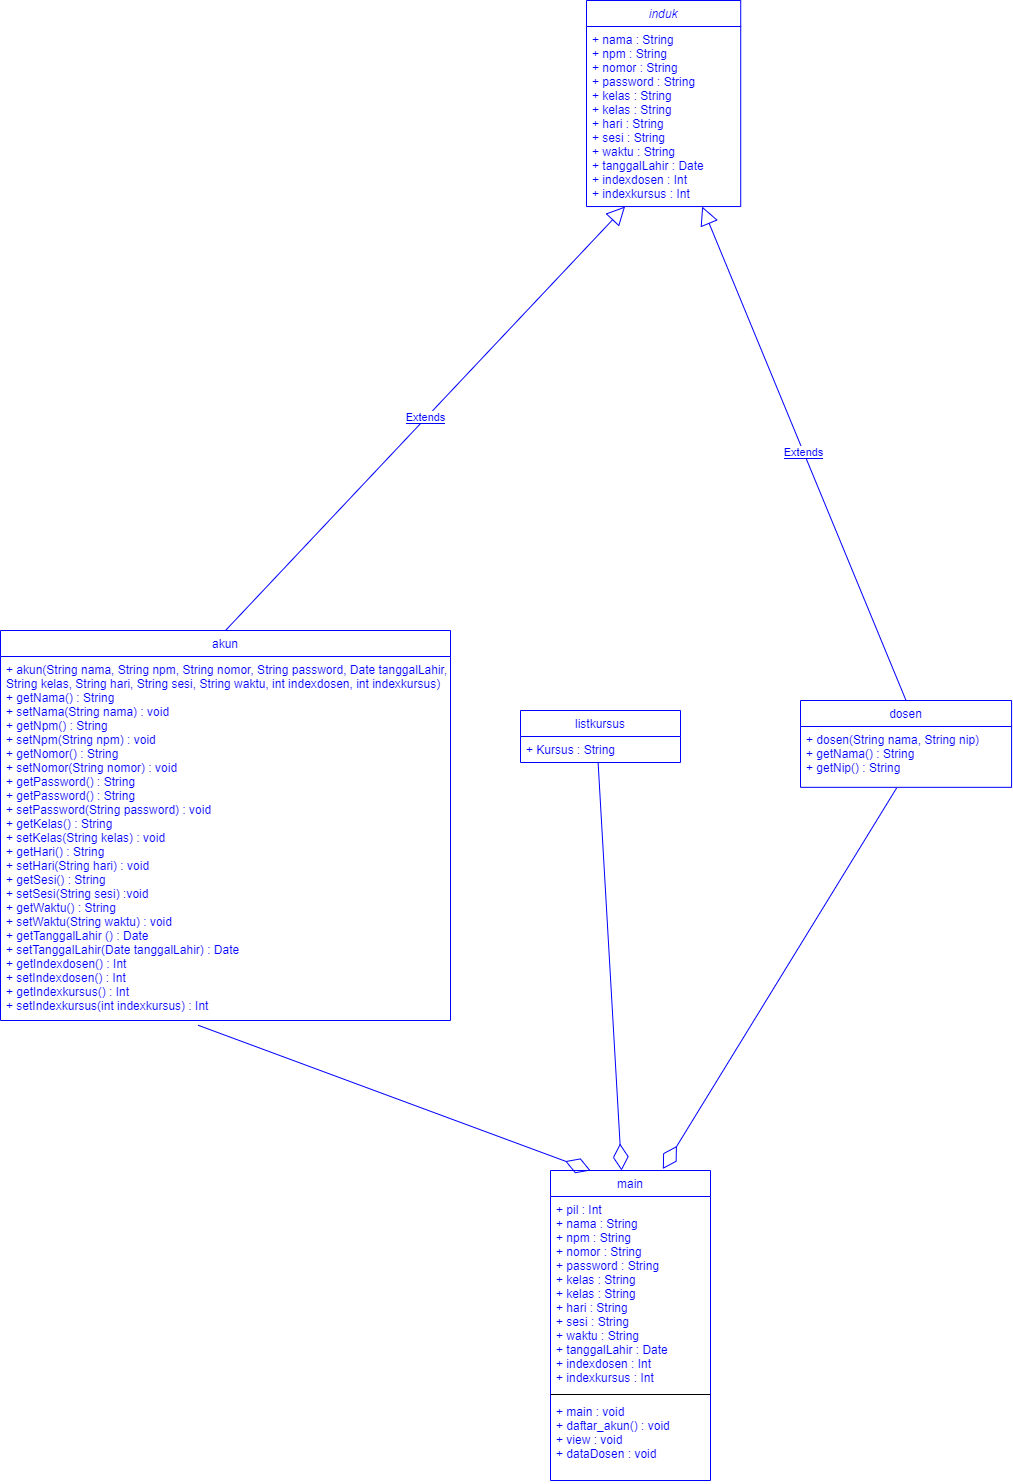 induk
+ nama : String
+ npm : String
+ nomor : String
+ password : String
+ kelas : String
+ kelas : String
+ hari : String
+ sesi : String
+ waktu : String
+ tanggalLahir : Date
+ indexdosen : Int
+ indexkursus : Int
Extends
Extends
akun
+ akun(String nama, String npm, String nomor, String password, Date tanggalLahir,
String kelas, String hari, String sesi, String waktu, int indexdosen, int indexkursus)
+ getNama() : String
+ setNama(String nama) : void
+ getNpm() : String
+ setNpm(String npm) : void
+ getNomor() : String
+ setNomor(String nomor) : void
+ getPassword() : String
+ getPassword() : String
+ setPassword(String password) : void
+ getKelas() : String
+ setKelas(String kelas) : void
+ getHari() : String
+ setHari(String hari) : void
+ getSesi() : String
+ setSesi(String sesi) :void
+ getWaktu() : String
+ setWaktu(String waktu) : void
+ getTanggalLahir () : Date
+ setTanggalLahir(Date tanggalLahir) : Date
+ getIndexdosen() : Int
+ setIndexdosen() : Int
+ getIndexkursus() : Int
+ setIndexkursus(int indexkursus) : Int
listkursus
+ Kursus : String
dosen
+ dosen(String nama, String nip)
+ getNama() : String
+ getNip() : String
main
+ pil : Int
+ nama : String
+ npm : String
+ nomor : String
+ password : String
+ kelas : String
+ kelas : String
+ hari : String
+ sesi : String
+ waktu : String
+ tanggalLahir : Date
+ indexdosen : Int
+ indexkursus : Int
+ main : void
+ daftar_akun() : void
+ view : void
+ dataDosen : void